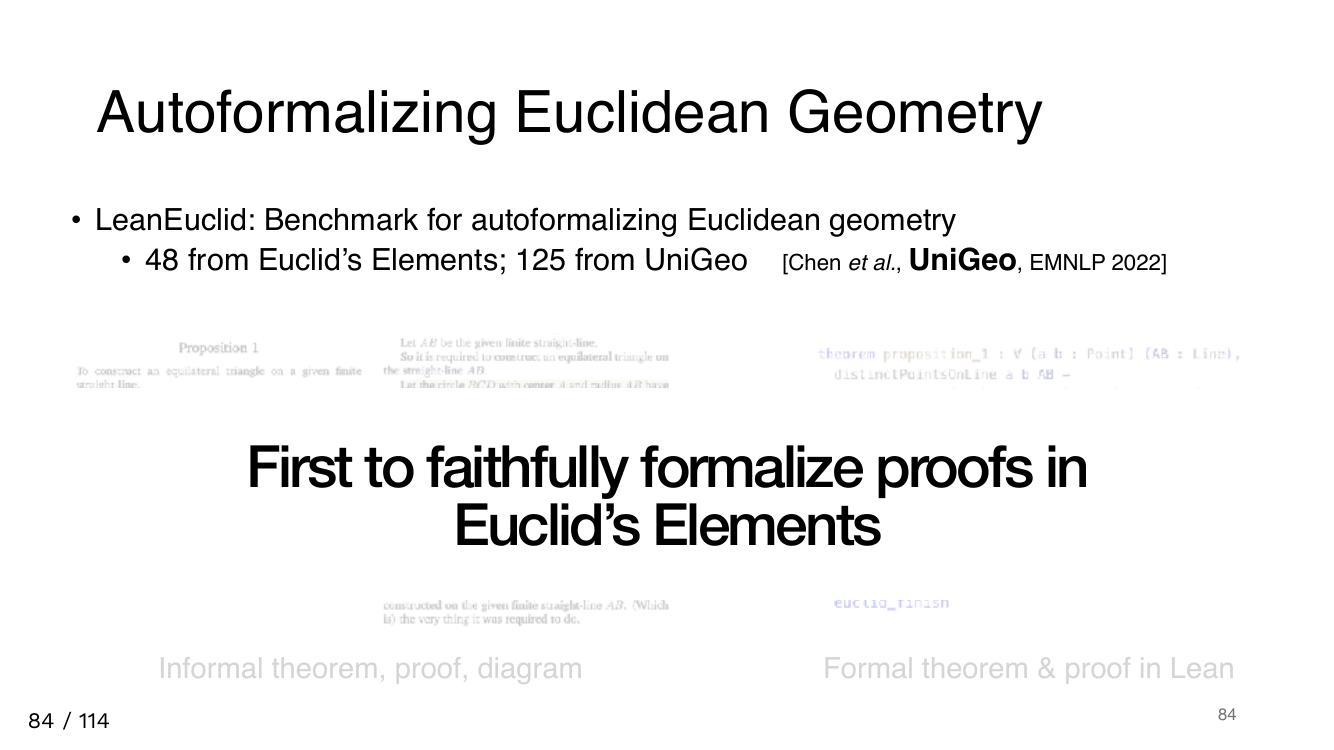 Autoformalizing Euclidean Geometry
• LeanEuclid: Benchmark for autoformalizing Euclidean geometry
• 48 from Euclid’s Elements; 125 from UniGeo [Chen et al., UniGeo, EMNLP 2022]
Proposition 1
To construct an equilateral triangle on a given finite
straight line.
Let AB be the given finite straight-line.
So it is required to construct an equilateral triangle on
the straight-line AB.
Let the circle BCD with center A and radius AB have
theorem proposition_1 : ∀ (a b : Point) (AB : Line),
distinctPointsOnLine a b AB →
First to faithfully formalize proofs in
Euclid’s Elements
constructed on the given finite straight-line AB. (Which
is) the very thing it was required to do.
euclid_finish
Informal theorem, proof, diagram
Formal theorem & proof in Lean
84 / 114
84